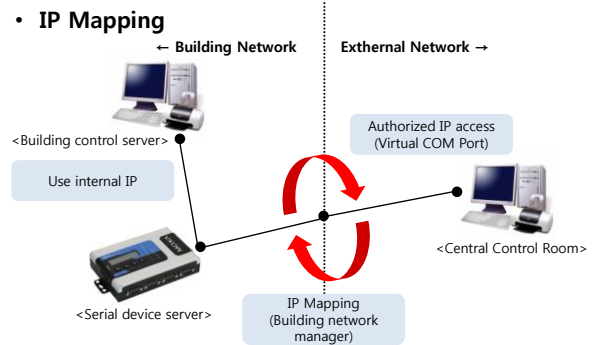 • IP Mapping
← Building Network
Exthernal Network →
<Building control server>
Authorized IP access
(Virtual COM Port)
Use internal IP
MOXA
<Central Control Room>
<Serial device server>
IP Mapping
(Building network
manager)